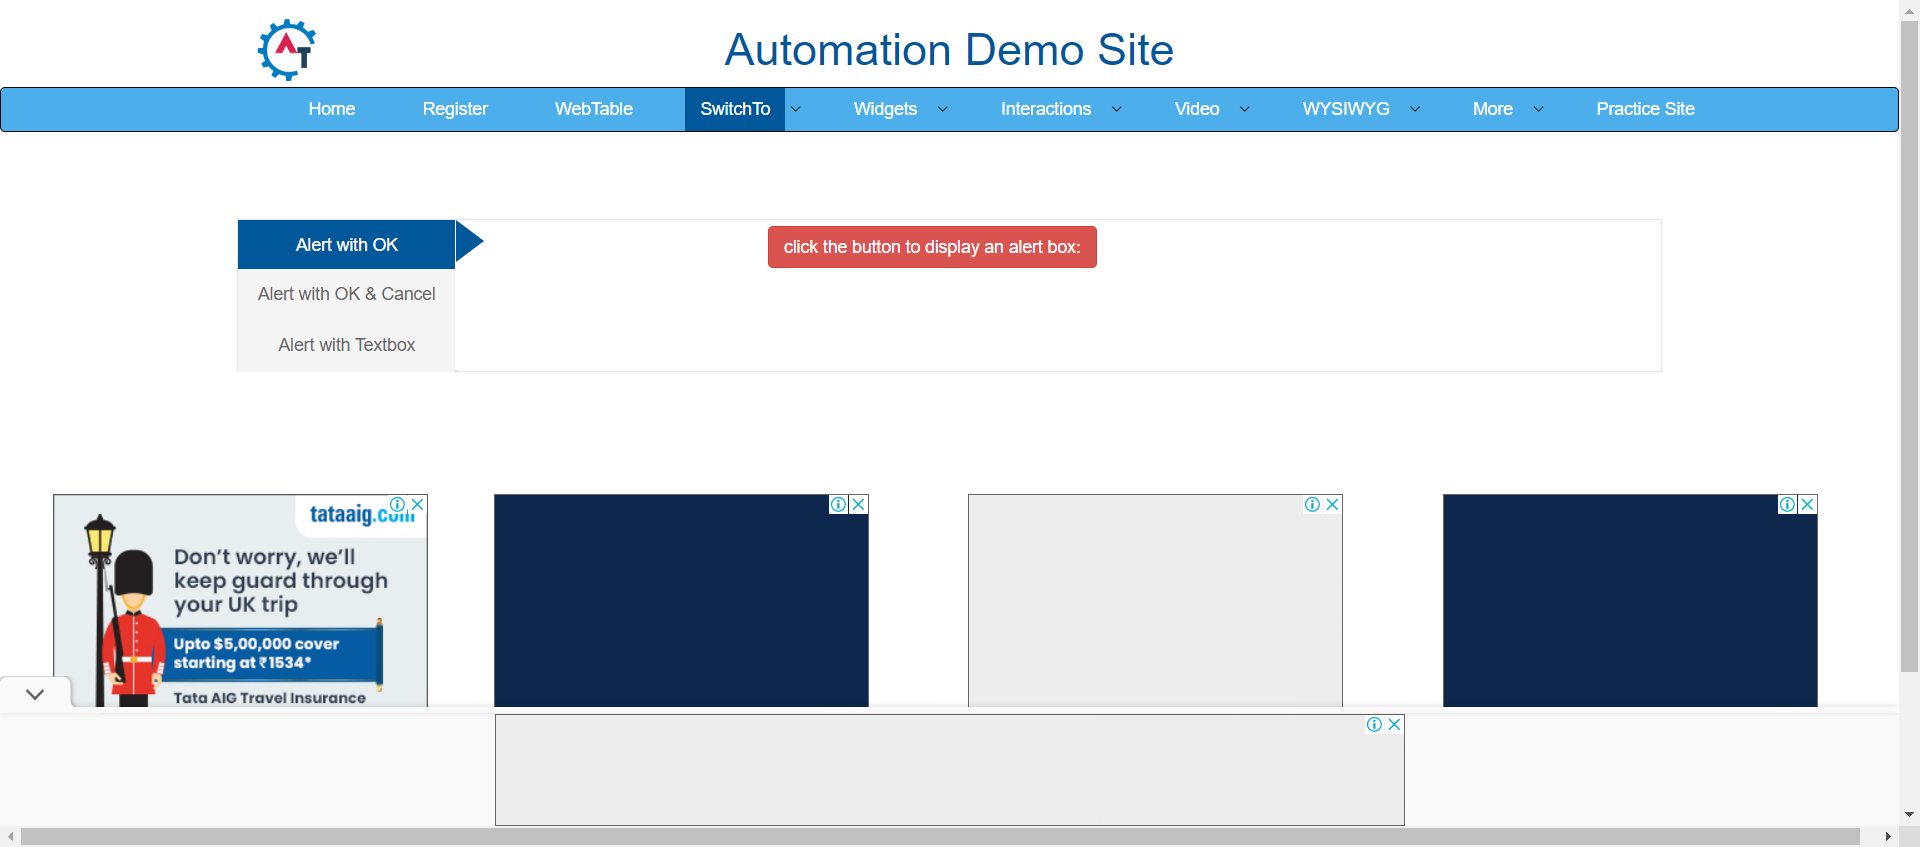 AT
Automation Demo Site
Home Register WebTable SwitchTo Widgets Interactions Video WYSIWYG More Practice Site
Alert with OK
click the button to display an alert box:
Alert with OK & Cancel
Alert with Textbox
tataaig.com
Don't worry, we'll
keep guard through
your UK trip
Upto $5,00,000 cover
starting at ₹1534*
Tata AIG Travel Insurance